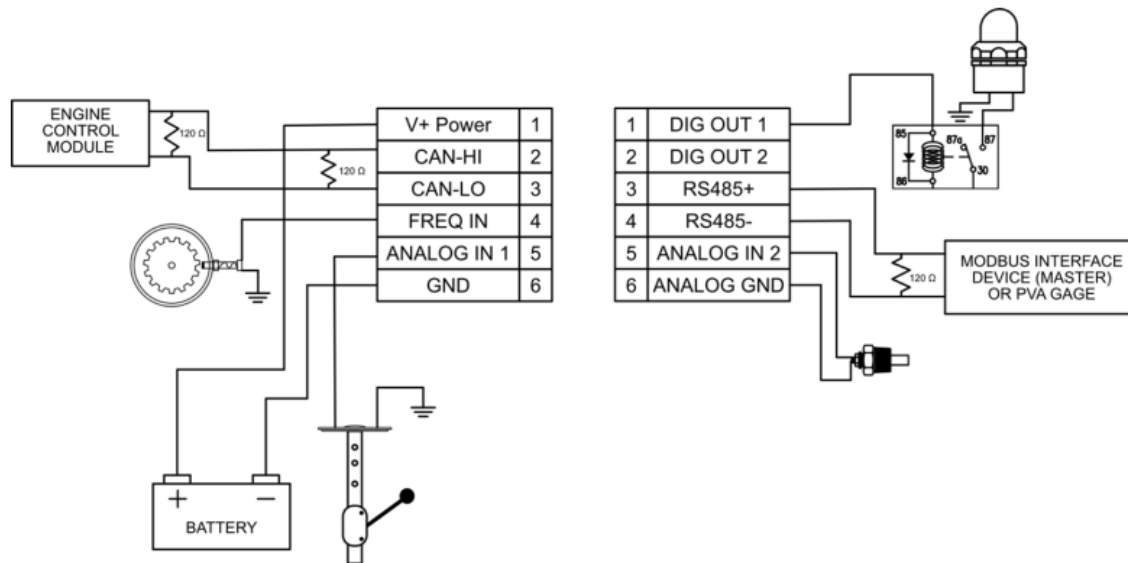 ENGINE
CONTROL
MODULE
120 Ω
120 Ω
V+ Power 1
CAN-HI 2
CAN-LO 3
FREQ IN 4
ANALOG IN 1 5
GND 6
+ −
BATTERY
1 DIG OUT 1
2 DIG OUT 2
3 RS485+
4 RS485-
5 ANALOG IN 2
6 ANALOG GND
85 87a 87
86 30
120 Ω
MODBUS INTERFACE
DEVICE (MASTER)
OR PVA GAGE